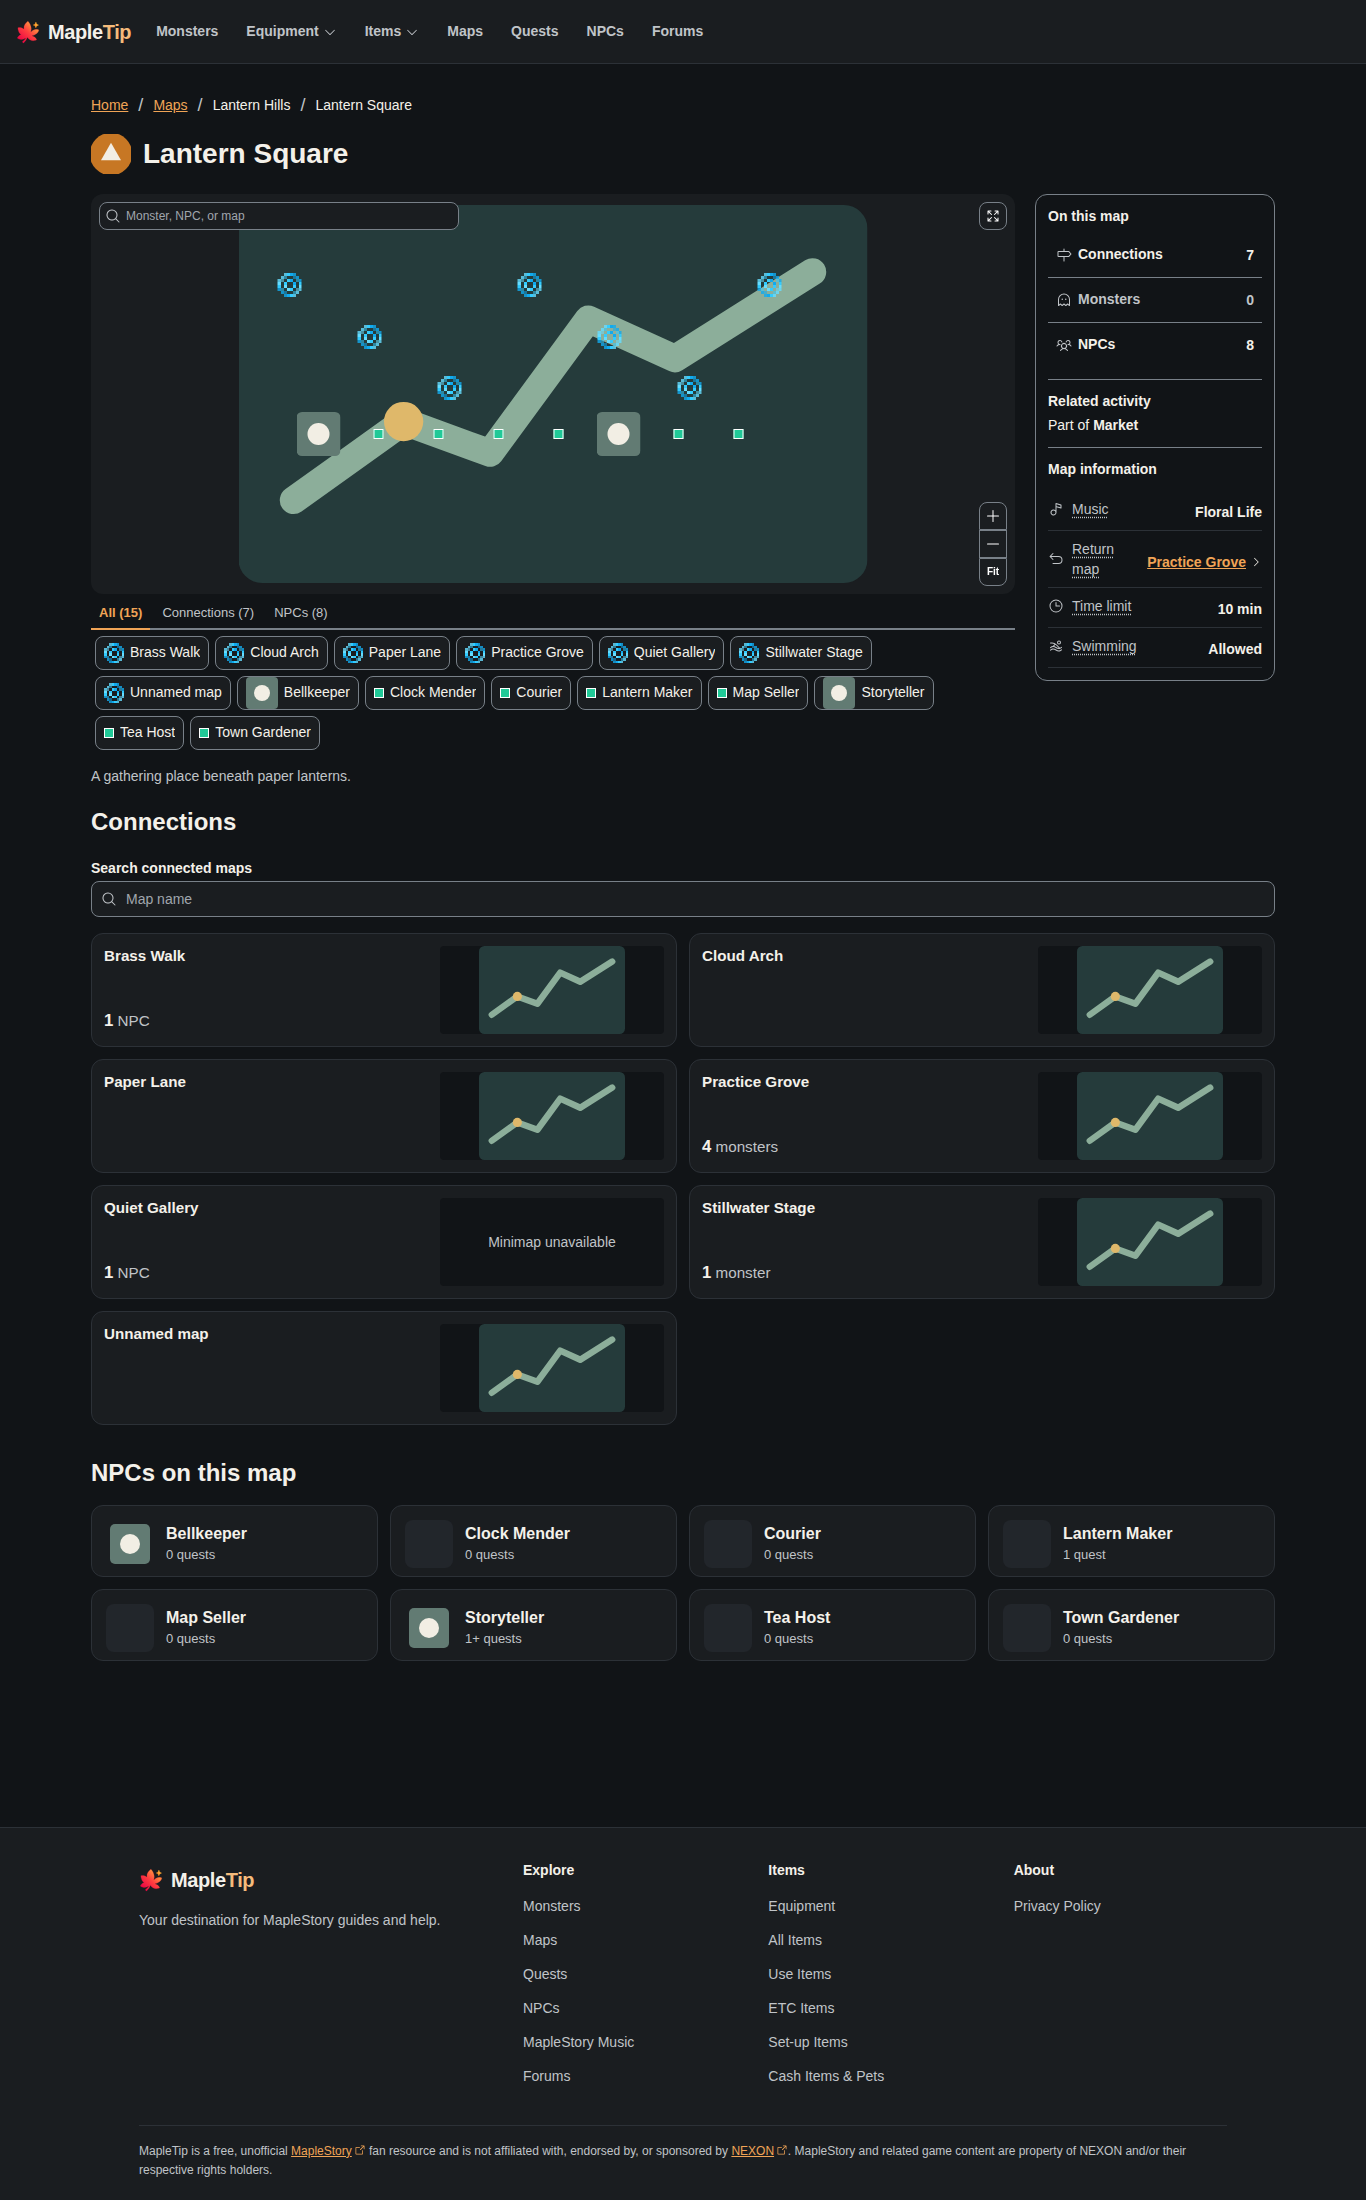 MapleTip Monsters Equipment Items Maps Quests NPCs Forums
Home / Maps / Lantern Hills / Lantern Square
Lantern Square
Monster, NPC, or map
Fit
All (15) Connections (7) NPCs (8)
Brass Walk Cloud Arch Paper Lane Practice Grove Quiet Gallery Stillwater Stage
Unnamed map Bellkeeper Clock Mender Courier Lantern Maker Map Seller Storyteller
Tea Host Town Gardener
On this map
Connections 7
Monsters 0
NPCs 8
Related activity
Part of Market
Map information
Music Floral Life
Return map Practice Grove
Time limit 10 min
Swimming Allowed
A gathering place beneath paper lanterns.
Connections
Search connected maps
Map name
Brass Walk
1 NPC
Cloud Arch
Paper Lane
Practice Grove
4 monsters
Quiet Gallery
1 NPC
Minimap unavailable
Stillwater Stage
1 monster
Unnamed map
NPCs on this map
Bellkeeper
0 quests
Clock Mender
0 quests
Courier
0 quests
Lantern Maker
1 quest
Map Seller
0 quests
Storyteller
1+ quests
Tea Host
0 quests
Town Gardener
0 quests
MapleTip
Your destination for MapleStory guides and help.
Explore
Monsters
Maps
Quests
NPCs
MapleStory Music
Forums
Items
Equipment
All Items
Use Items
ETC Items
Set-up Items
Cash Items & Pets
About
Privacy Policy
MapleTip is a free, unofficial MapleStory fan resource and is not affiliated with, endorsed by, or sponsored by NEXON. MapleStory and related game content are property of NEXON and/or their
respective rights holders.